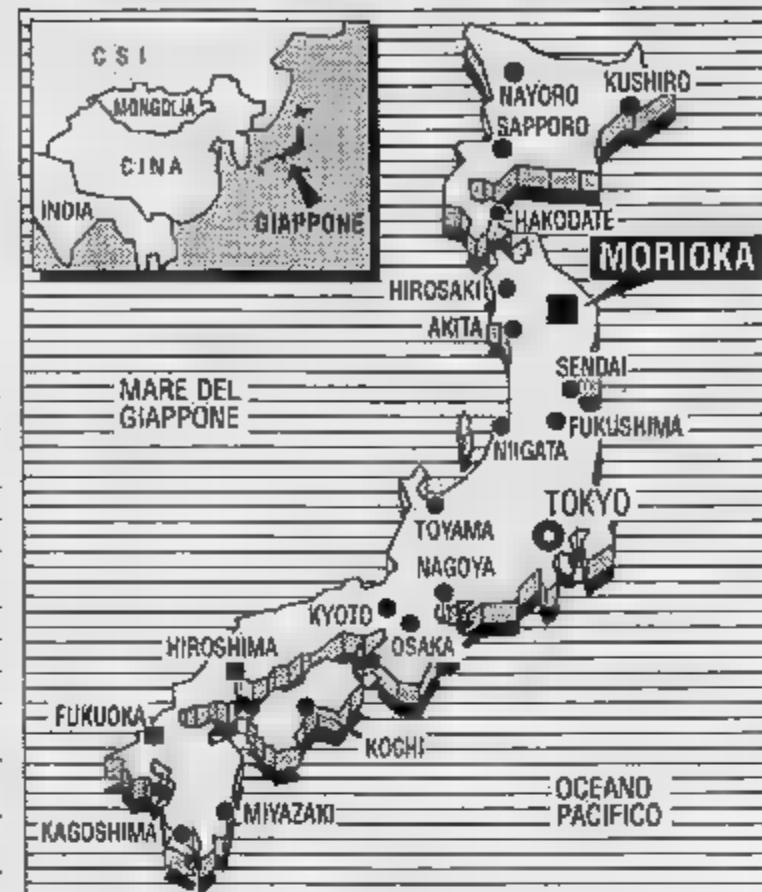 CSI
MONGOLIA
CINA
INDIA
GIAPPONE
NAYORO
KUSHIRO
SAPPORO
HAKODATE
MORIOKA
HIROSAKI
AKITA
SENDAI
MARE DEL
GIAPPONE
FUKUSHIMA
NIIGATA
TOKYO
TOYAMA
NAGOYA
KYOTO
OSAKA
HIROSHIMA
FUKUOKA
KOCHI
OCEANO
PACIFICO
MIYAZAKI
KAGOSHIMA